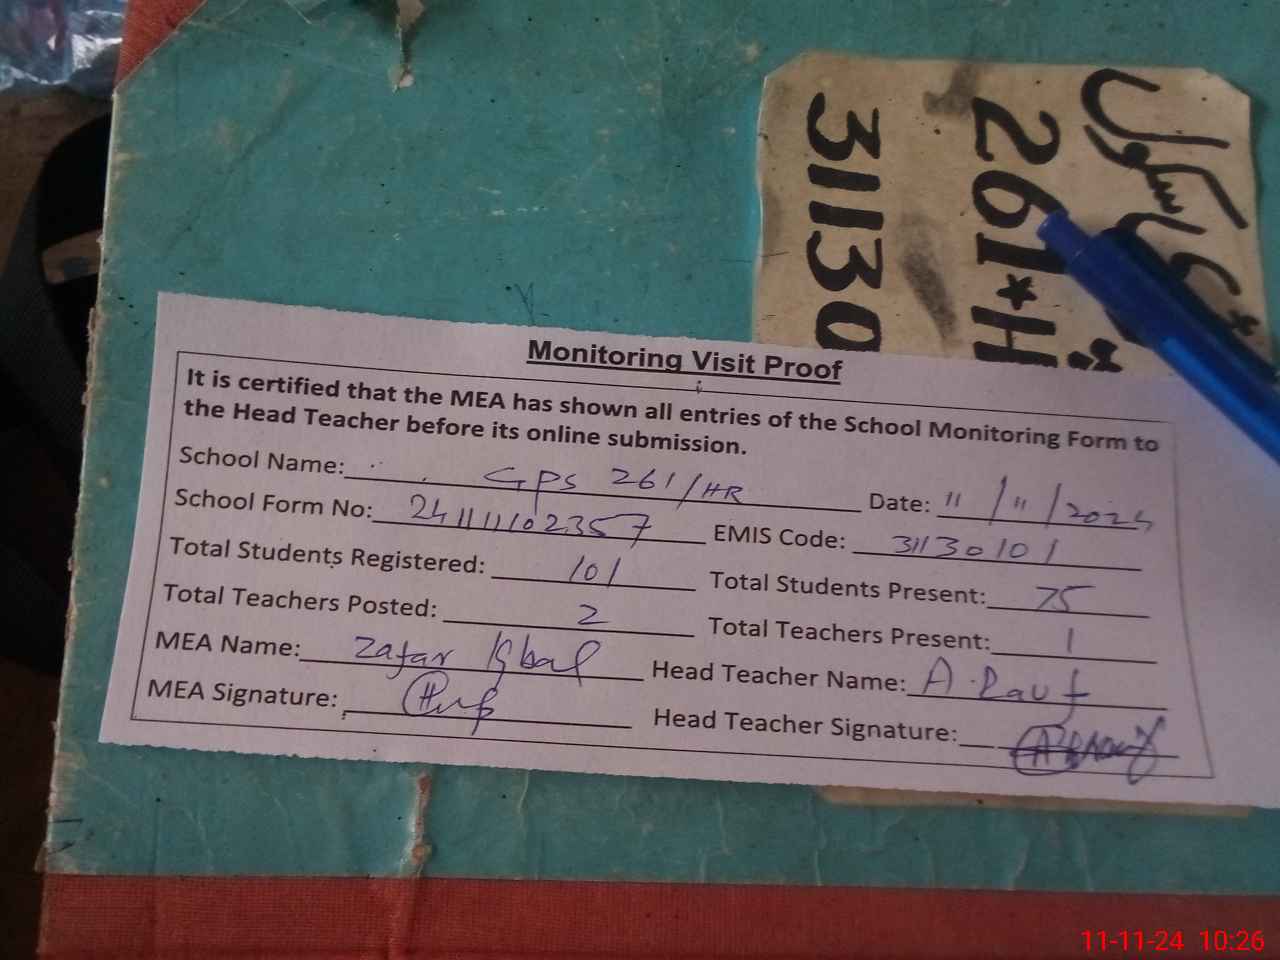 سکول
261*H
31130
Monitoring Visit Proof
It is certified that the MEA has shown all entries of the School Monitoring Form to
the Head Teacher before its online submission.
School Name: GPS 261/HR Date: 11/11/2024
School Form No: 241111102357 EMIS Code: 31130101
Total Students Registered: 101 Total Students Present: 75
Total Teachers Posted: 2 Total Teachers Present: 1
MEA Name: Zafar Iqbal Head Teacher Name: A. Rauf
MEA Signature: Head Teacher Signature:
11-11-24 10:26